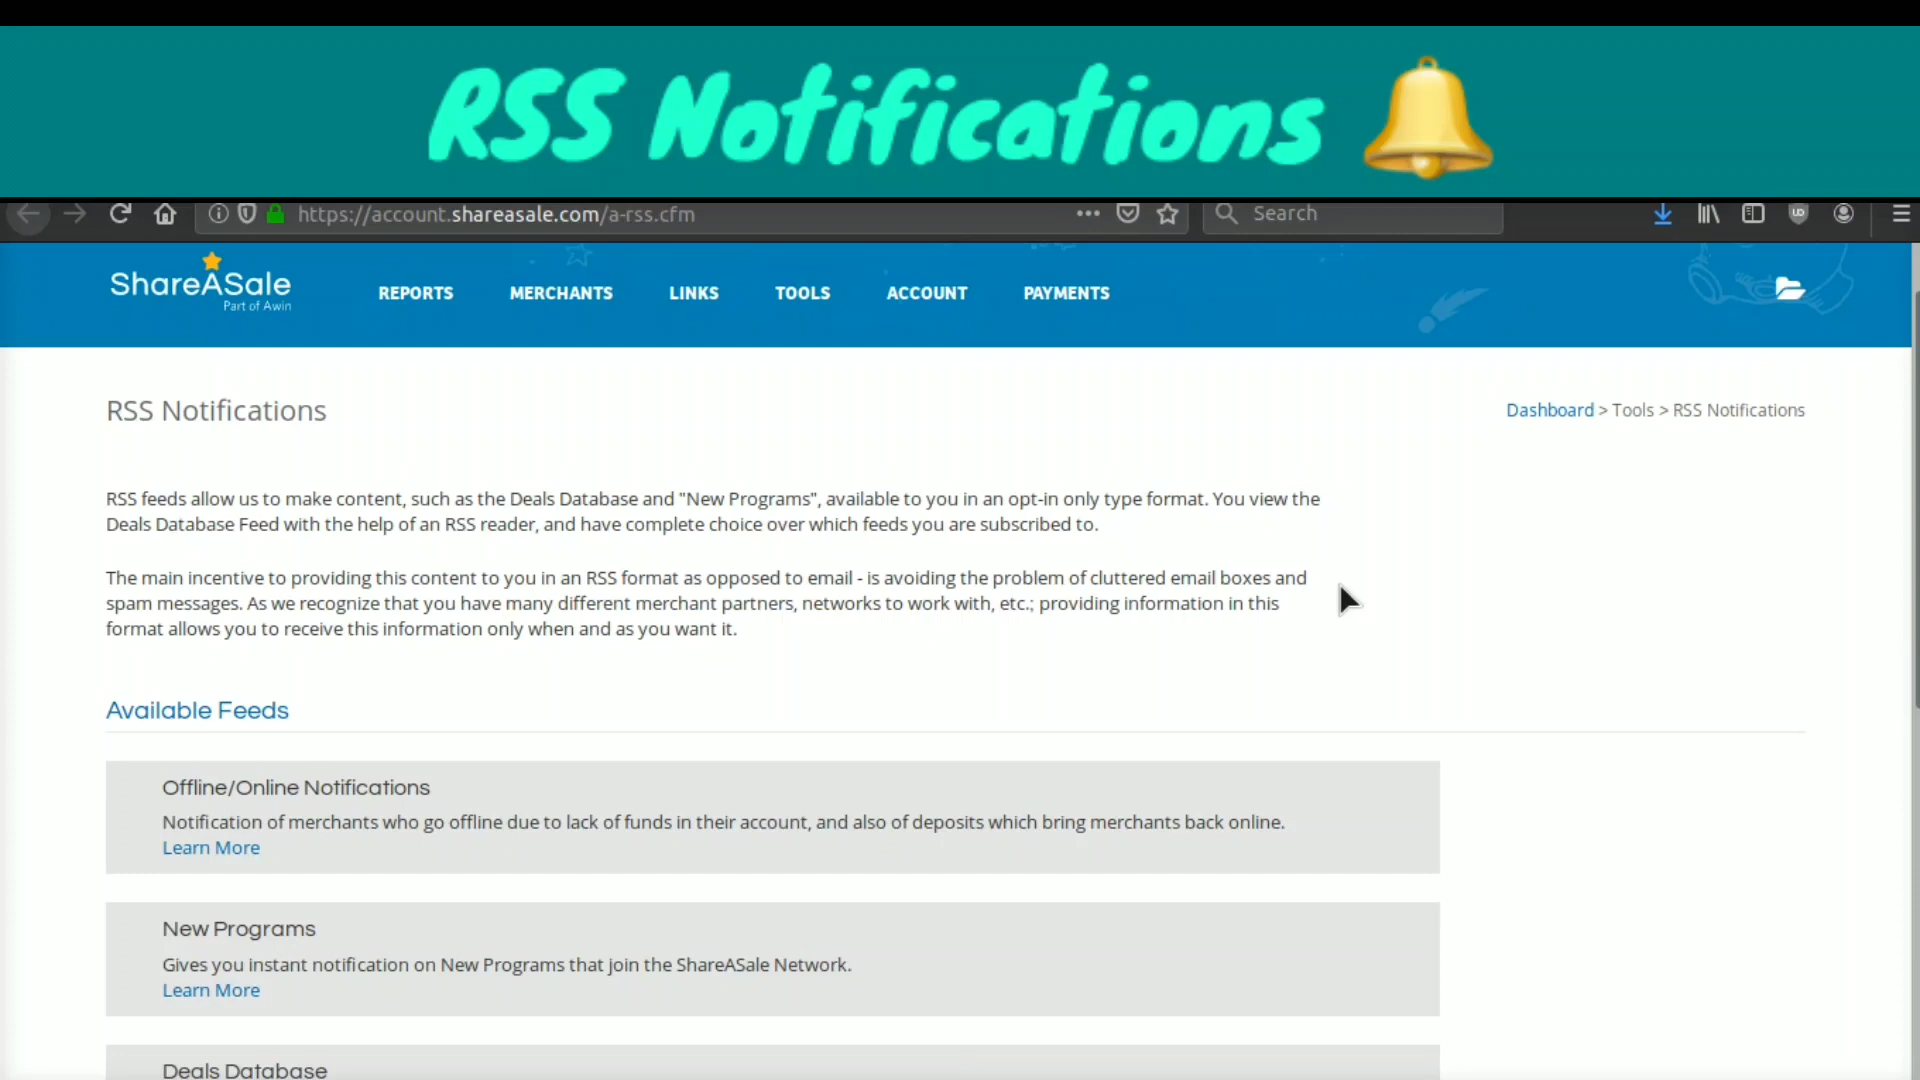 RSS Notifications
https://account.shareasale.com/a-rss.cfm
Search
ShareASale
Part of Awin
REPORTS MERCHANTS LINKS TOOLS ACCOUNT PAYMENTS
RSS Notifications
Dashboard > Tools > RSS Notifications
RSS feeds allow us to make content, such as the Deals Database and "New Programs", available to you in an opt-in only type format. You view the
Deals Database Feed with the help of an RSS reader, and have complete choice over which feeds you are subscribed to.
The main incentive to providing this content to you in an RSS format as opposed to email - is avoiding the problem of cluttered email boxes and
spam messages. As we recognize that you have many different merchant partners, networks to work with, etc.; providing information in this
format allows you to receive this information only when and as you want it.
Available Feeds
Offline/Online Notifications
Notification of merchants who go offline due to lack of funds in their account, and also of deposits which bring merchants back online.
Learn More
New Programs
Gives you instant notification on New Programs that join the ShareASale Network.
Learn More
Deals Database